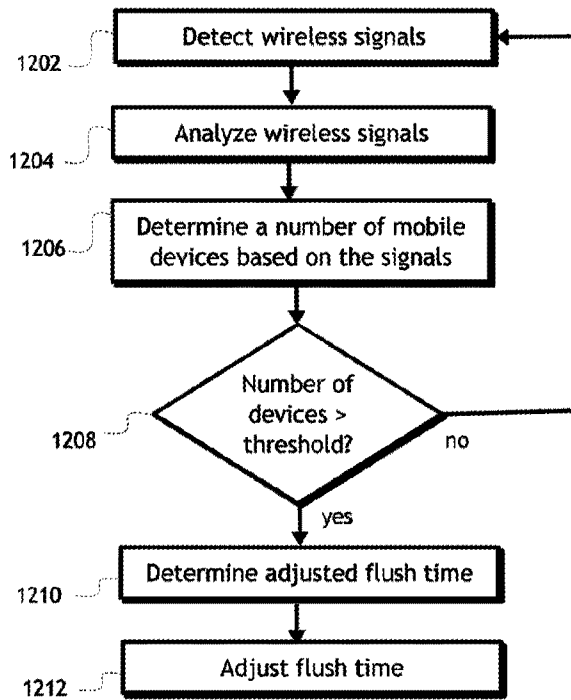 Detect wireless signals
1202
Analyze wireless signals
1204
Determine a number of mobile
devices based on the signals
1206
Number of
devices >
threshold?
1208
no
yes
Determine adjusted flush time
1210
Adjust flush time
1212